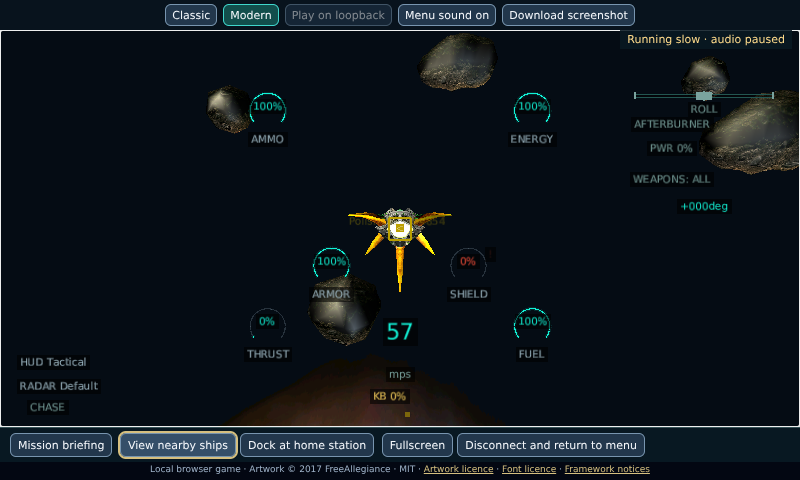 Classic Modern Play on loopback Menu sound on Download screenshot
Running slow · audio paused
100% AMMO
100% ENERGY
ROLL
AFTERBURNER
PWR 0%
WEAPONS: ALL
+000deg
100% ARMOR
0% SHIELD
0% THRUST
57
100% FUEL
mps
KB 0%
HUD Tactical
RADAR Default
CHASE
Mission briefing View nearby ships Dock at home station Fullscreen Disconnect and return to menu
Local browser game · Artwork © 2017 FreeAllegiance · MIT · Artwork licence · Font licence · Framework notices